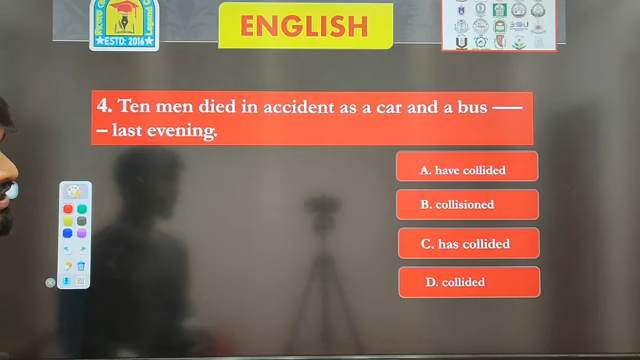 ESTD: 2016
ENGLISH
4. Ten men died in accident as a car and a bus ——
– last evening.
A. have collided
B. collisioned
C. has collided
D. collided